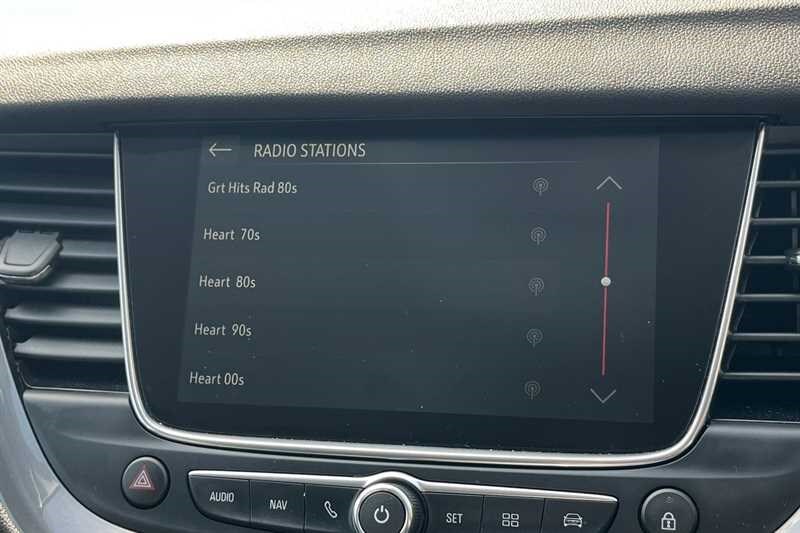 RADIO STATIONS
Grt Hits Rad 80s
Heart 70s
Heart 80s
Heart 90s
Heart 00s
AUDIO
NAV
SET